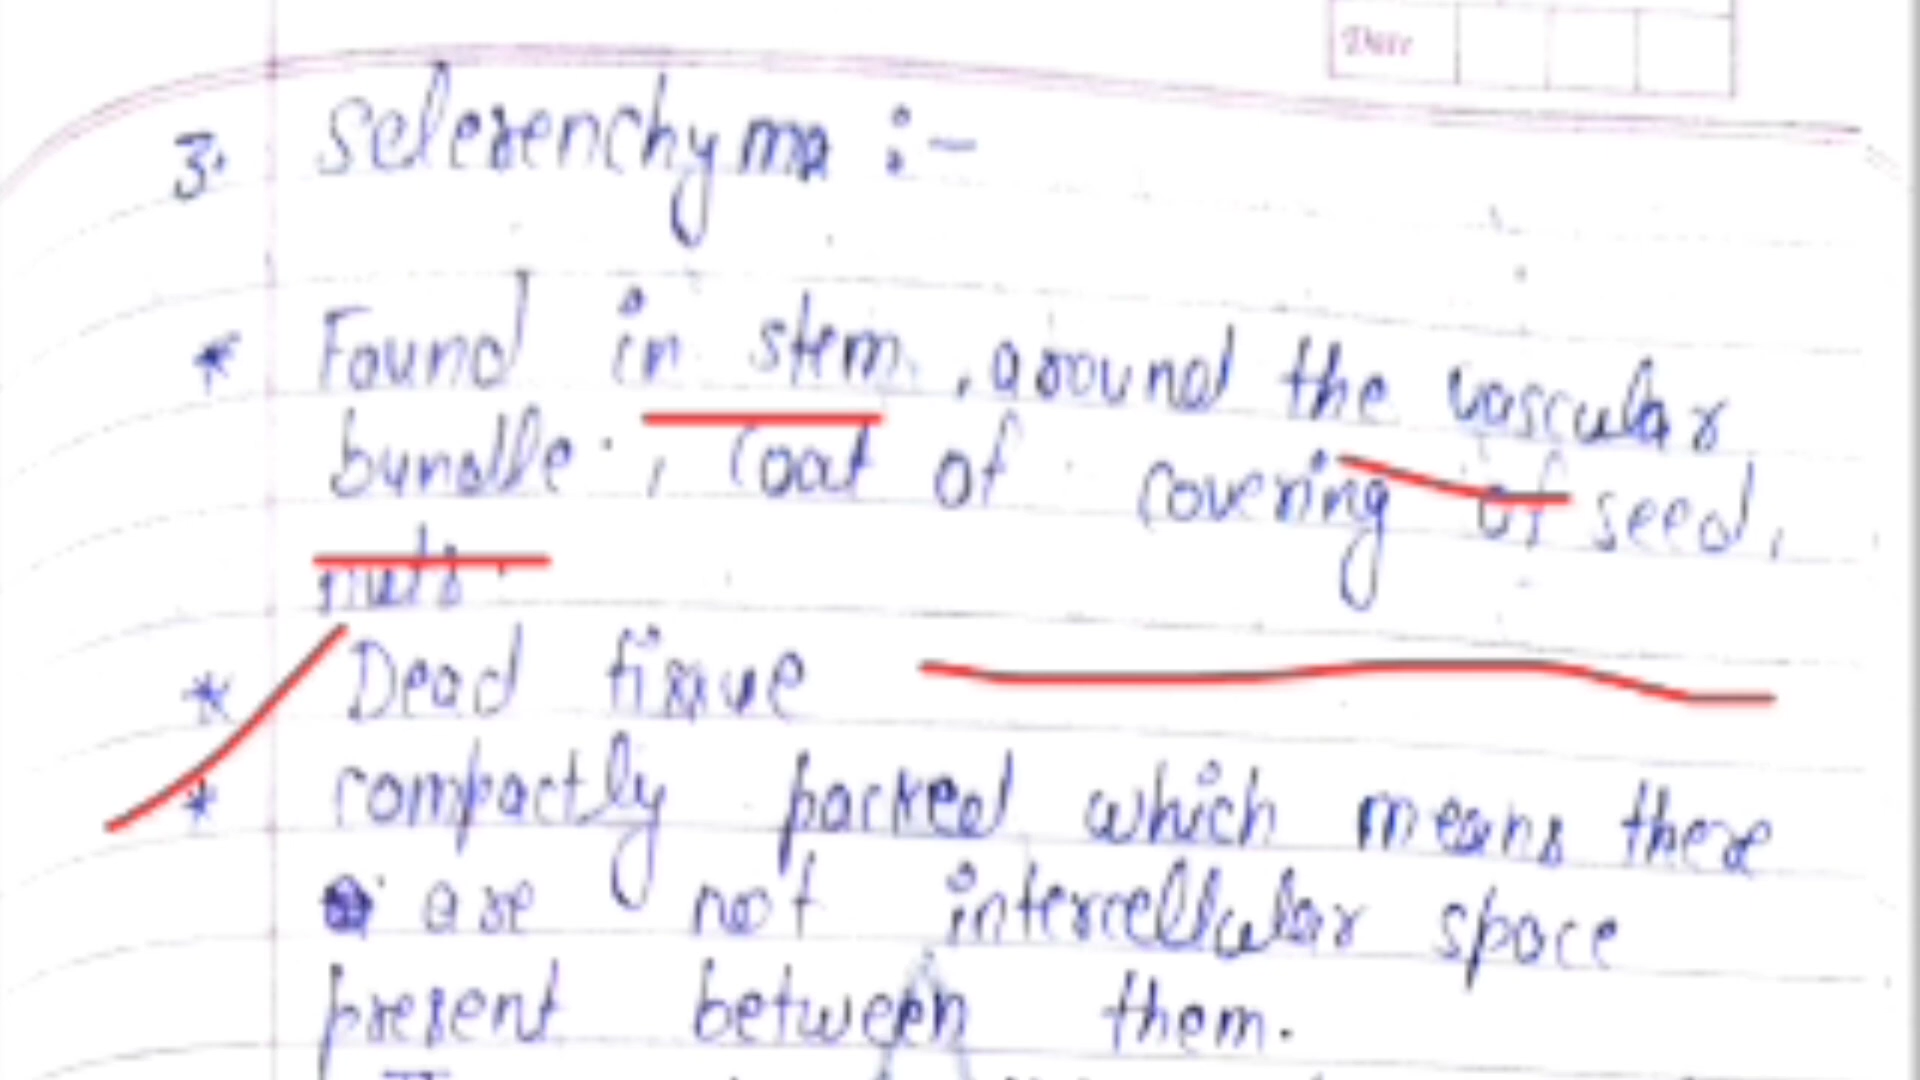 Date
3. Sclerenchyma :-
* Found in stem, around the vascular
bundle, coat of covering of seed,
nuts.
* Dead tissue
* compactly packed which means there
are not intercellular space
present between them.